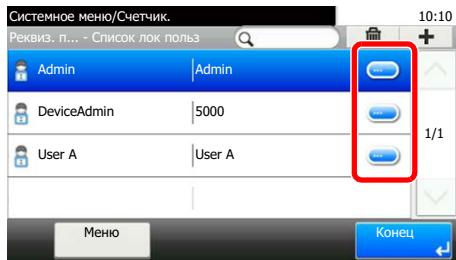 Системное меню/Счетчик. 10:10
Реквиз. п... - Список лок польз
Admin Admin
DeviceAdmin 5000
1/1
User A User A
Меню Конец